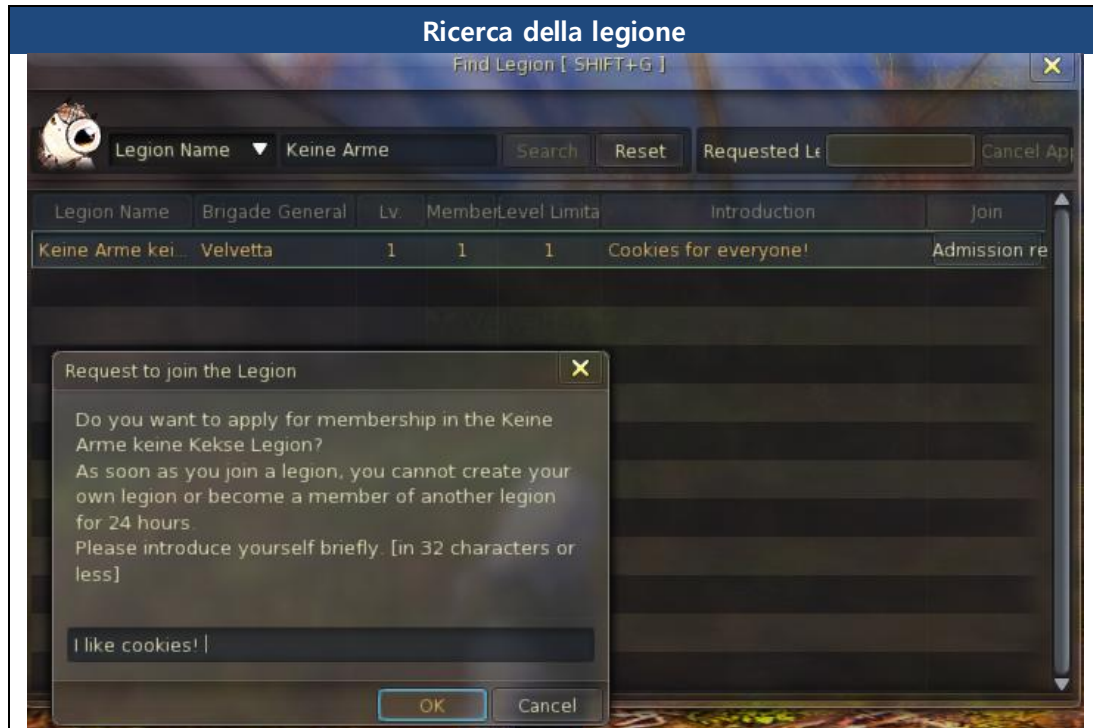 Ricerca della legione
Find Legion [ SHIFT+G ]
Legion Name Keine Arme Search Reset Requested Le Cancel App
Legion Name Brigade General Lv. Member Level Limita Introduction Join
Keine Arme kei... Velvetta 1 1 1 Cookies for everyone! Admission re
Request to join the Legion
Do you want to apply for membership in the Keine
Arme keine Kekse Legion?
As soon as you join a legion, you cannot create your
own legion or become a member of another legion
for 24 hours.
Please introduce yourself briefly. [in 32 characters or
less]
I like cookies!
OK Cancel